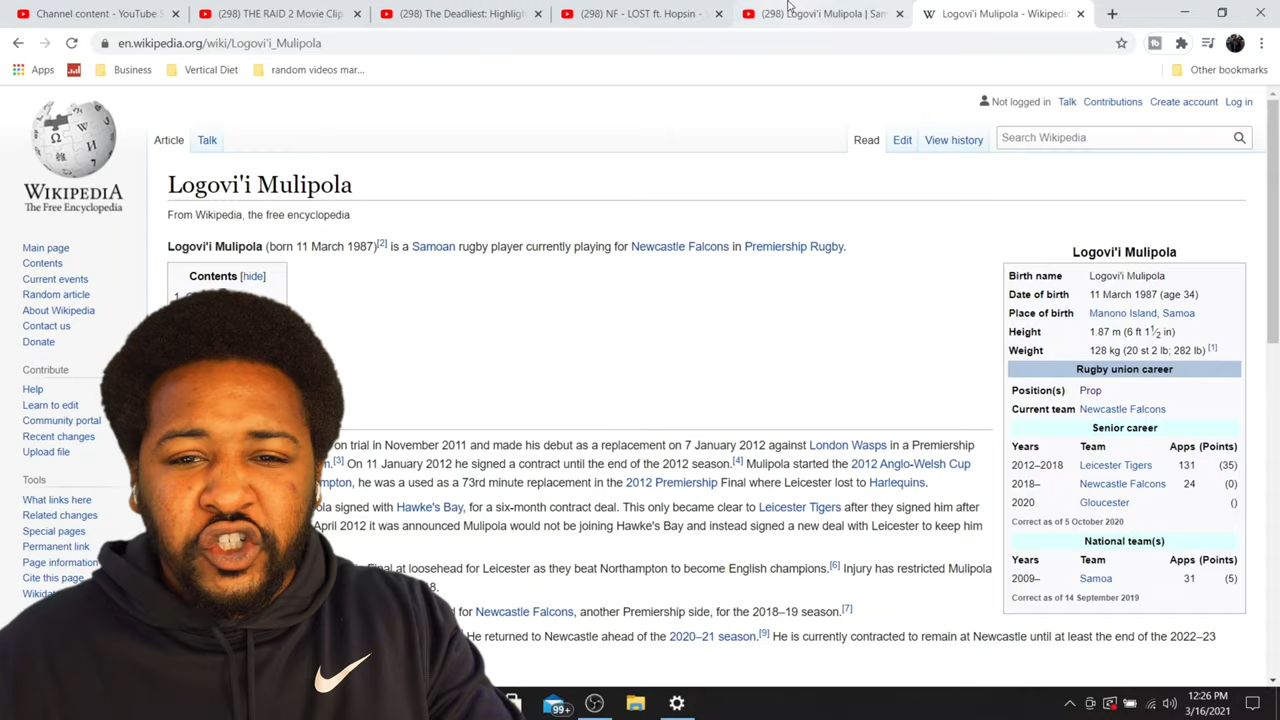 Channel content - YouTube S
(298) THE RAID 2 Movie Clip
(298) The Deadliest: Highlig
(298) NF - LOST ft. Hopsin -
(298) Logovi'i Mulipola | Sam
Logovi'i Mulipola - Wikipedi
en.wikipedia.org/wiki/Logovi'i_Mulipola
Apps
Business
Vertical Diet
random videos mar...
Other bookmarks
Not logged in Talk Contributions Create account Log in
Article Talk
Read Edit View history
Search Wikipedia
WIKIPEDIA
The Free Encyclopedia
Main page
Contents
Current events
Random article
About Wikipedia
Contact us
Donate
Contribute
Help
Learn to edit
Community portal
Recent changes
Upload file
Tools
What links here
Related changes
Special pages
Permanent link
Page information
Cite this page
Logovi'i Mulipola
From Wikipedia, the free encyclopedia
Logovi'i Mulipola (born 11 March 1987)[2] is a Samoan rugby player currently playing for Newcastle Falcons in Premiership Rugby.
Contents [hide]
on trial in November 2011 and made his debut as a replacement on 7 January 2012 against London Wasps in a Premiership
[3] On 11 January 2012 he signed a contract until the end of the 2012 season.[4] Mulipola started the 2012 Anglo-Welsh Cup
he was a used as a 73rd minute replacement in the 2012 Premiership Final where Leicester lost to Harlequins.
signed with Hawke's Bay, for a six-month contract deal. This only became clear to Leicester Tigers after they signed him after
April 2012 it was announced Mulipola would not be joining Hawke's Bay and instead signed a new deal with Leicester to keep him
Final at loosehead for Leicester as they beat Northampton to become English champions.[6] Injury has restricted Mulipola
for Newcastle Falcons, another Premiership side, for the 2018–19 season.[7]
He returned to Newcastle ahead of the 2020–21 season.[9] He is currently contracted to remain at Newcastle until at least the end of the 2022–23
Logovi'i Mulipola
Birth name Logovi'i Mulipola
Date of birth 11 March 1987 (age 34)
Place of birth Manono Island, Samoa
Height 1.87 m (6 ft 1 1⁄2 in)
Weight 128 kg (20 st 2 lb; 282 lb) [1]
Rugby union career
Position(s) Prop
Current team Newcastle Falcons
Senior career
Years Team Apps (Points)
2012–2018 Leicester Tigers 131 (35)
2018– Newcastle Falcons 24 (0)
2020 Gloucester ()
Correct as of 5 October 2020
National team(s)
Years Team Apps (Points)
2009– Samoa 31 (5)
Correct as of 14 September 2019
99+
12:26 PM
3/16/2021